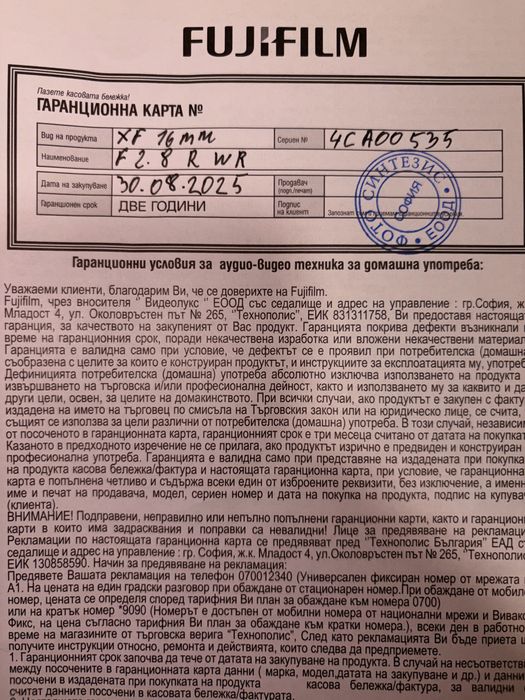 FUJIFILM
Пазете касовата бележка!
ГАРАНЦИОННА КАРТА №
Вид на продукта XF 16mm Сериен № 4CA00535
Наименование F2.8 R WR
Дата на закупуване 30.08.2025 Продавач (подп./печат)
Гаранционен срок ДВЕ ГОДИНИ Подпис на клиент Запознат съм с гаранционните
ФОТО СИНТЕЗИС ЕООД СОФИЯ
Гаранционни условия за аудио-видео техника за домашна употреба:
Уважаеми клиенти, благодарим Ви, че се доверихте на Fujifilm.
Fujifilm, чрез вносителя " Видеолукс " ЕООД със седалище и адрес на управление : гр.София, ж.
Младост 4, ул. Околовръстен път № 265, "Технополис", ЕИК 831311758, Ви предоставя настоящат
гаранция, за качеството на закупеният от Вас продукт. Гаранцията покрива дефекти възникнали
време на гаранционния срок, поради некачествена изработка или вложени некачествени материал
Гаранцията е валидна само при условие, че дефектът се е проявил при потребителска (домашна
съобразена с целите за които е конструиран продуктът, и инструкциите за експлоатация му, употреб
Дефиницията потребителска (домашна) употреба абсолютно изключва използването на продукта
извършването на търговска и/или професионална дейност, както и използването му за каквито и да
други цели, освен, за целите на домакинството. При всички случаи, ако продуктът е закупен с факту
издадена на името на търговец по смисъла на Търговския закон или на юридическо лице, се счита,
същият се използва за цели различни от потребителска (домашна) употреба. В този случай, независим
от посоченото в гаранционната карта, гаранционният срок е три месеца считано от датата на покупкат
Казаното в предходното изречение не се прилага, ако продуктът изрично е предвиден и конструиран
професионална употреба. Гаранцията е валидна само при представяне на издадената при покупка
на продукта касова бележка/фактура и настоящата гаранционна карта, при условие, че гаранционна
карта е попълнена четливо и съдържа всеки един от изброените реквизити, без изключение, а именн
име и печат на продавача, модел, сериен номер и дата на покупка на продукта, подпис на купувач
(клиента).
ВНИМАНИЕ! Подправени, неправилно или непълно попълнени гаранционни карти, както и гаранцион
карти в които има задрасквания и поправки са невалидни! Лице за предявяване на рекламаци
Рекламации по настоящата гаранционна карта се предявяват пред "Технополис България" ЕАД с
седалище и адрес на управление : гр. София, ж.к. Младост 4, ул.Околовръстен път № 265, "Технополис
ЕИК 130858590. Начин за предявяване на рекламация:
Предявете Вашата рекламация на телефон 070012340 (Универсален фиксиран номер от мрежата н
А1. На цената на един градски разговор при обаждане от стационарен номер.При обаждане от мобиле
номер, цената се определя според тарифния Ви план за обаждане към номера 0700)
или на кратък номер *9090 (Номерът е достъпен от мобилни номера от национални мрежи и Виваком
Фикс, на цена съгласно тарифния Ви план за обаждане към кратки номера.), всеки ден в работно
време на магазините от търговска верига "Технополис", След като рекламацията Ви бъде приета щ
получите инструкции относно, ремонта и действията, които следва да предприемете.
1. Гаранционният срок започва да тече от датата на закупуване на продукта. В случай на несъответств
между посочените в гаранционната карта данни ( марка, модел,датата на закупуване и др.) и данни
издадената при покупката на продукта касова бележка/фактура, за валидни
считат данните посочени в касовата бележка/фактурата.